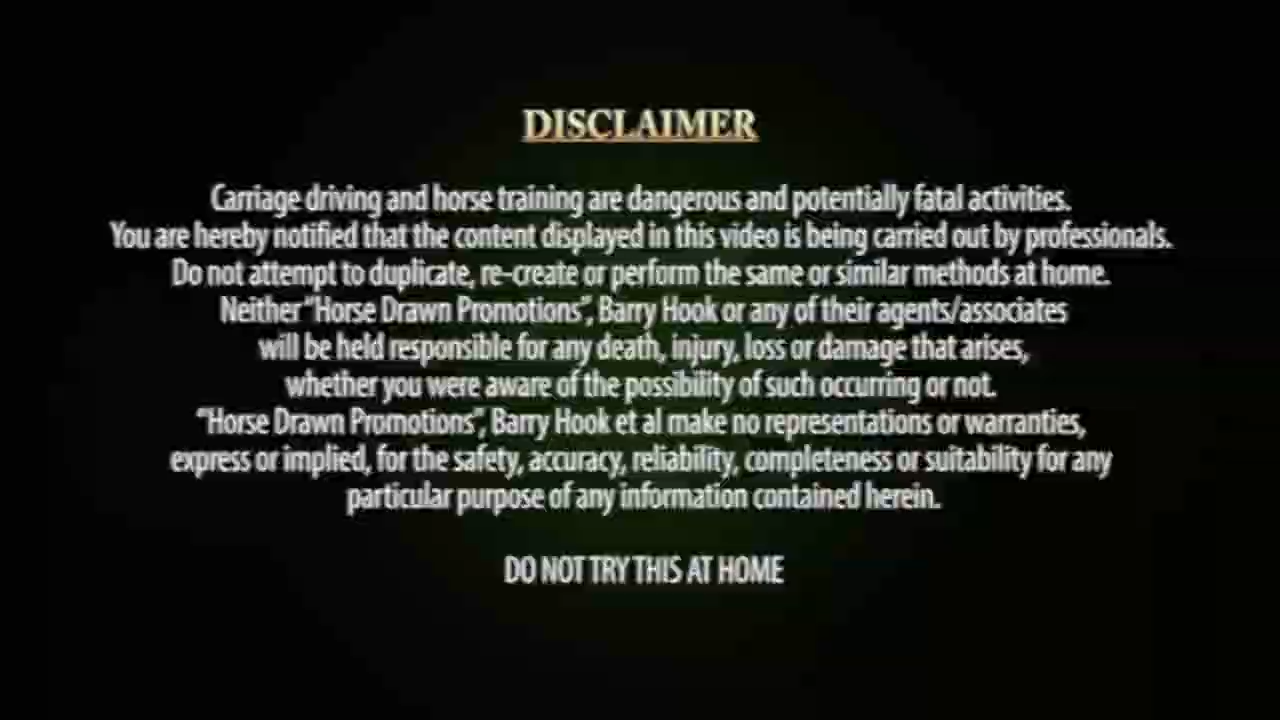 DISCLAIMER
Carriage driving and horse training are dangerous and potentially fatal activities.
You are hereby notified that the content displayed in this video is being carried out by professionals.
Do not attempt to duplicate, re-create or perform the same or similar methods at home.
Neither “Horse Drawn Promotions”, Barry Hook or any of their agents/associates
will be held responsible for any death, injury, loss or damage that arises,
whether you were aware of the possibility of such occurring or not.
“Horse Drawn Promotions”, Barry Hook et al make no representations or warranties,
express or implied, for the safety, accuracy, reliability, completeness or suitability for any
particular purpose of any information contained herein.
DO NOT TRY THIS AT HOME